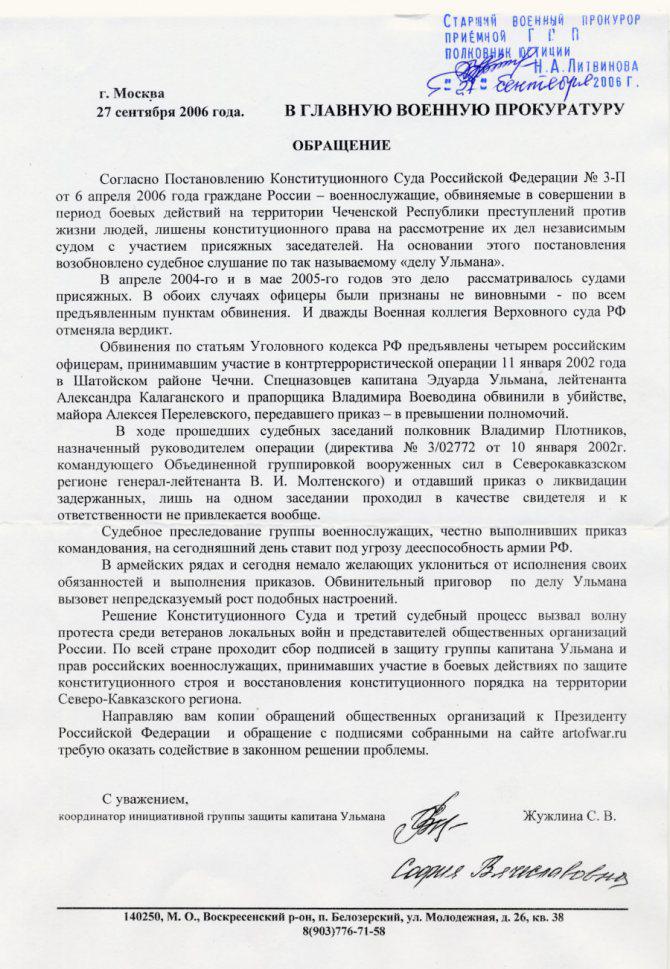 СТАРШИЙ ВОЕННЫЙ ПРОКУРОР
ПРИЁМНОЙ Г В П
ПОЛКОВНИК ЮСТИЦИИ
Н.А.ЛИТВИНОВА
"27" сентября 2006 Г.
г. Москва
27 сентября 2006 года. В ГЛАВНУЮ ВОЕННУЮ ПРОКУРАТУРУ
ОБРАЩЕНИЕ
Согласно Постановлению Конституционного Суда Российской Федерации № 3-П
от 6 апреля 2006 года граждане России – военнослужащие, обвиняемые в совершении в
период боевых действий на территории Чеченской Республики преступлений против
жизни людей, лишены конституционного права на рассмотрение их дел независимым
судом с участием присяжных заседателей. На основании этого постановления
возобновлено судебное слушание по так называемому «делу Ульмана».
В апреле 2004-го и в мае 2005-го годов это дело рассматривалось судами
присяжных. В обоих случаях офицеры были признаны не виновными - по всем
предъявленным пунктам обвинения. И дважды Военная коллегия Верховного суда РФ
отменяла вердикт.
Обвинения по статьям Уголовного кодекса РФ предъявлены четырем российским
офицерам, принимавшим участие в контртеррористической операции 11 января 2002 года
в Шатойском районе Чечни. Спецназовцев капитана Эдуарда Ульмана, лейтенанта
Александра Калаганского и прапорщика Владимира Воеводина обвинили в убийстве,
майора Алексея Перелевского, передавшего приказ – в превышении полномочий.
В ходе прошедших судебных заседаний полковник Владимир Плотников,
назначенный руководителем операции (директива № 3/02772 от 10 января 2002г.
командующего Объединенной группировкой вооруженных сил в Северокавказском
регионе генерал-лейтенанта В. И. Молтенского) и отдавший приказ о ликвидации
задержанных, лишь на одном заседании проходил в качестве свидетеля и к
ответственности не привлекается вообще.
Судебное преследование группы военнослужащих, честно выполнивших приказ
командования, на сегодняшний день ставит под угрозу дееспособность армии РФ.
В армейских рядах и сегодня немало желающих уклониться от исполнения своих
обязанностей и выполнения приказов. Обвинительный приговор по делу Ульмана
вызовет непредсказуемый рост подобных настроений.
Решение Конституционного Суда и третий судебный процесс вызвал волну
протеста среди ветеранов локальных войн и представителей общественных организаций
России. По всей стране проходит сбор подписей в защиту группы капитана Ульмана и
прав российских военнослужащих, принимавших участие в боевых действиях по защите
конституционного строя и восстановления конституционного порядка на территории
Северо-Кавказского региона.
Направляю вам копии обращений общественных организаций к Президенту
Российской Федерации и обращение с подписями собранными на сайте artofwar.ru
требую оказать содействие в законном решении проблемы.
С уважением,
координатор инициативной группы защиты капитана Ульмана Жужлина С. В.
София Вячиславовна
140250, М. О., Воскресенский р-он, п. Белозерский, ул. Молодежная, д. 26, кв. 38
8(903)776-71-58